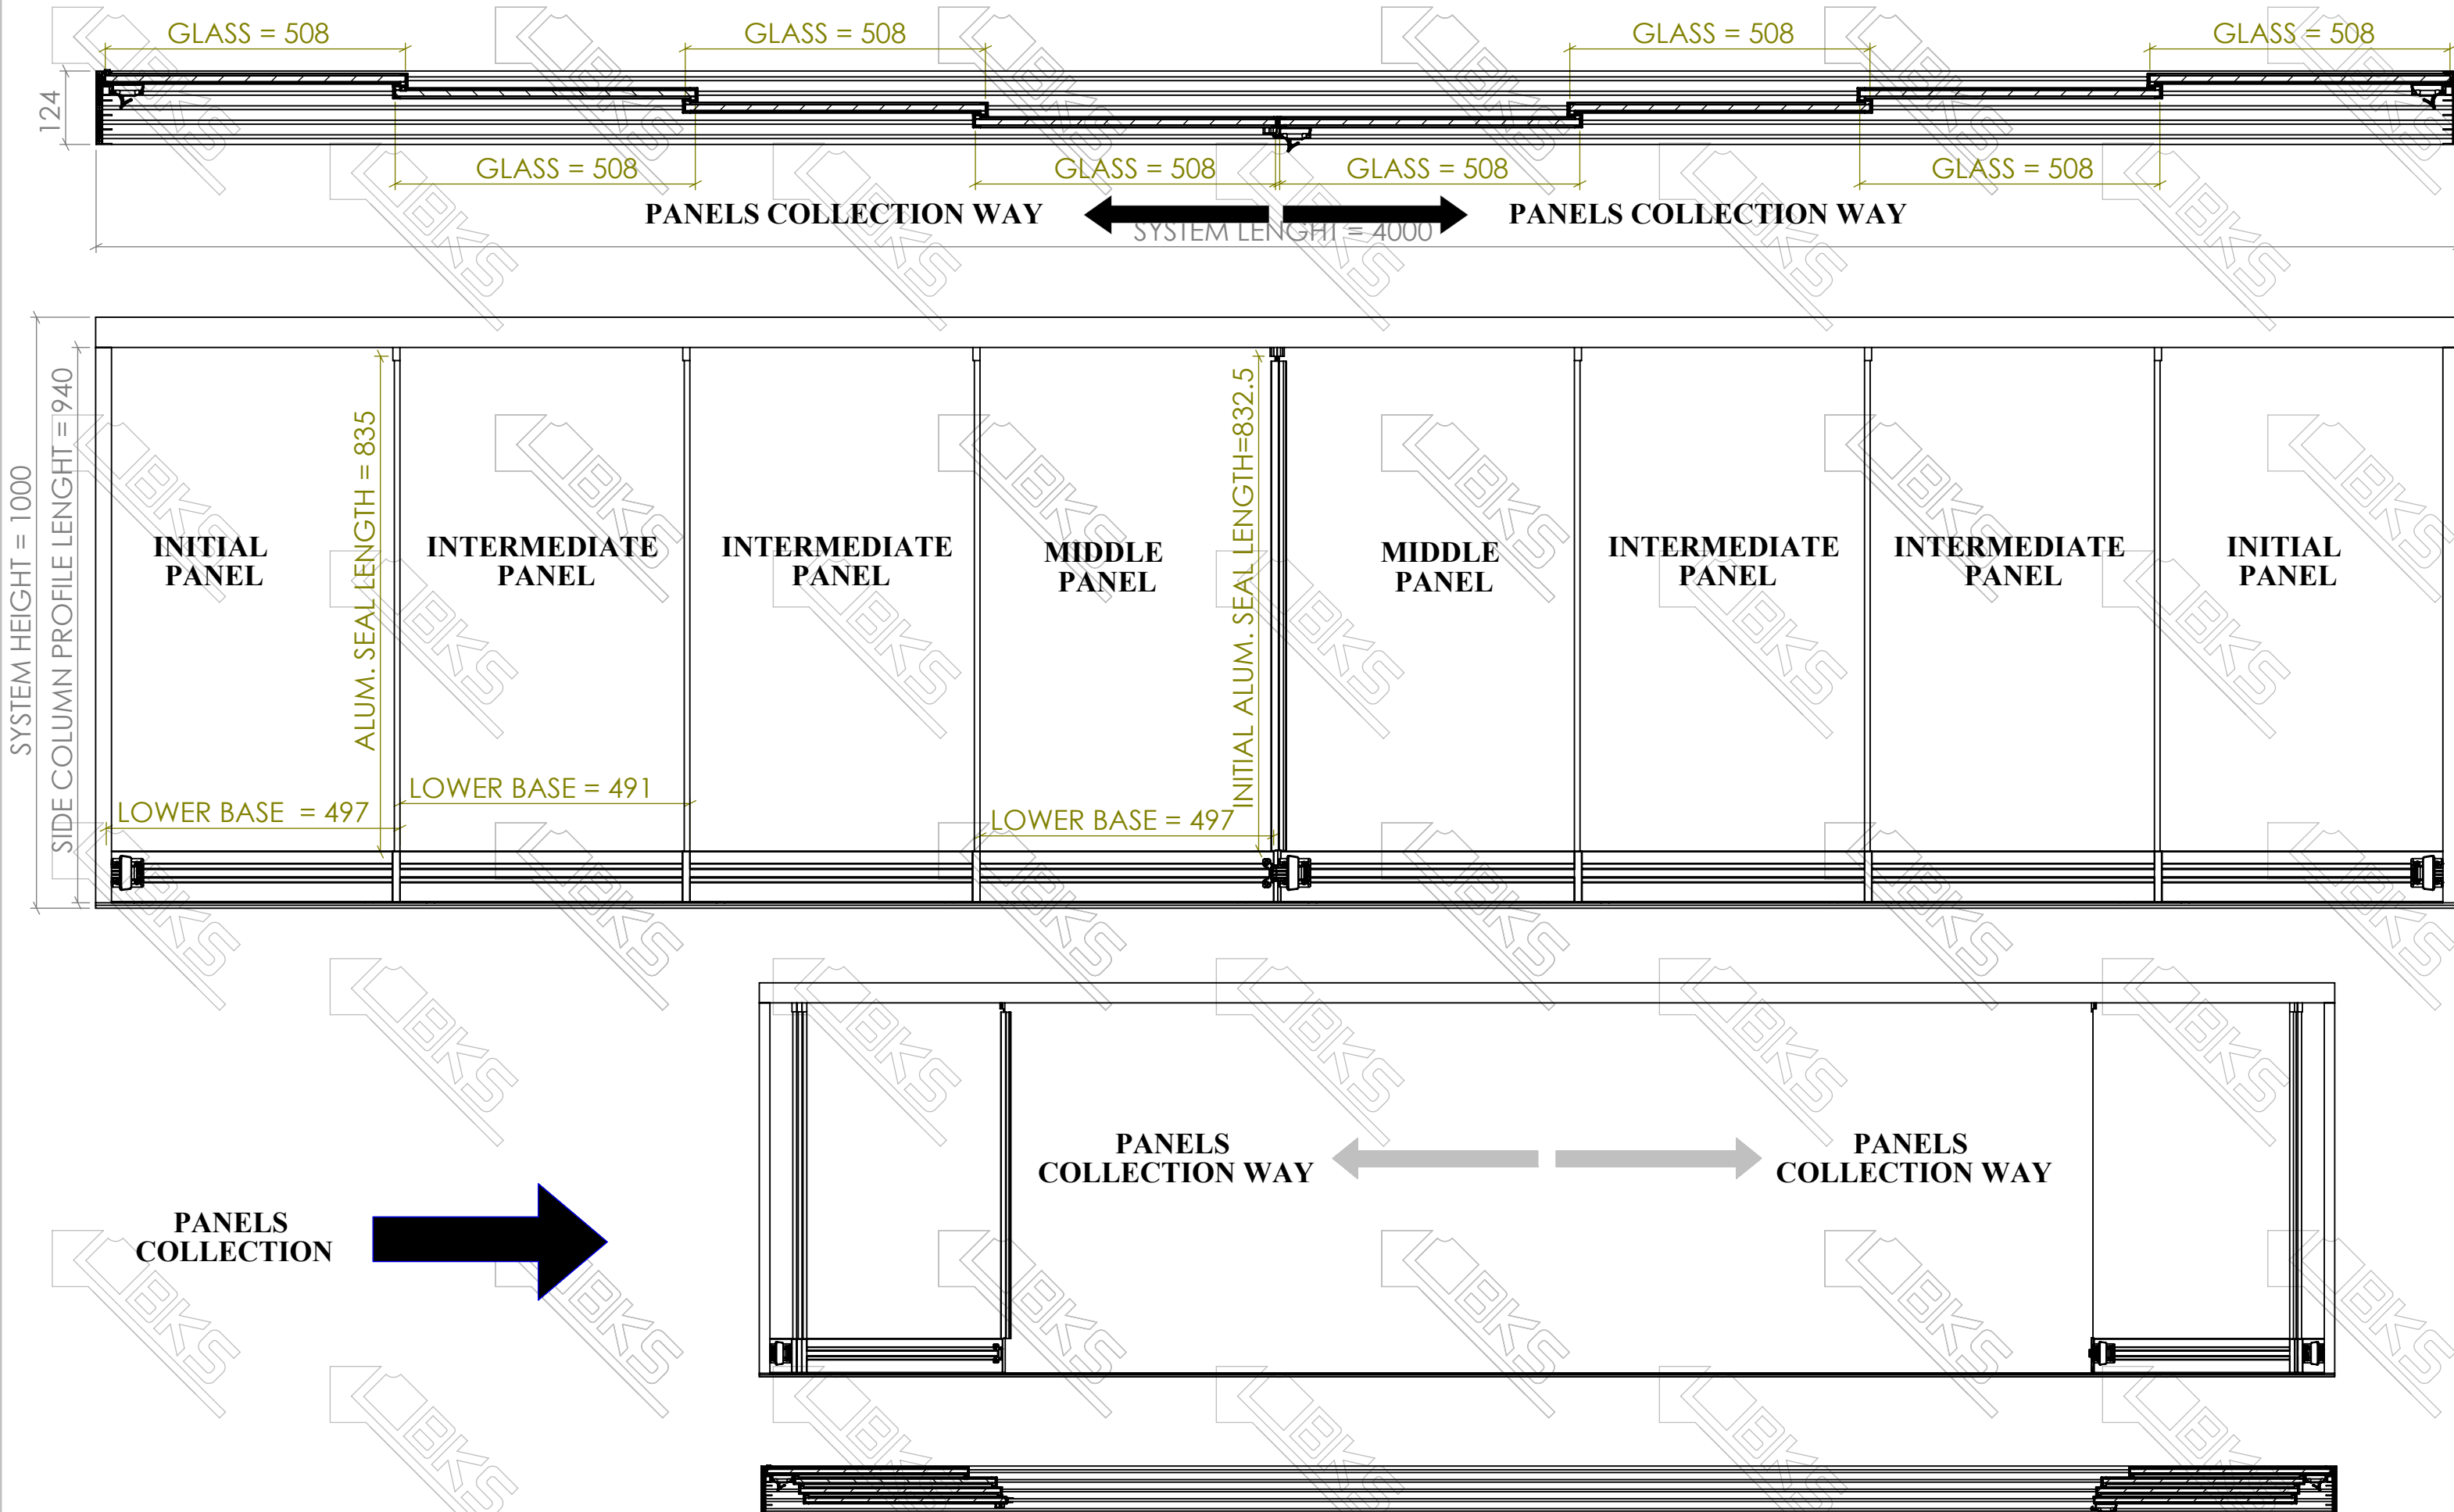 GLASS = 508
GLASS = 508
GLASS = 508
GLASS = 508
124
GLASS = 508
GLASS = 508
GLASS = 508
GLASS = 508
PANELS COLLECTION WAY
PANELS COLLECTION WAY
SYSTEM LENGHT = 4000
SYSTEM HEIGHT = 1000
SIDE COLUMN PROFILE LENGHT = 940
ALUM. SEAL LENGTH = 835
INITIAL ALUM. SEAL LENGTH=832.5
INITIAL
PANEL
INTERMEDIATE
PANEL
INTERMEDIATE
PANEL
MIDDLE
PANEL
MIDDLE
PANEL
INTERMEDIATE
PANEL
INTERMEDIATE
PANEL
INITIAL
PANEL
LOWER BASE = 497
LOWER BASE = 491
LOWER BASE = 497
PANELS
COLLECTION WAY
PANELS
COLLECTION WAY
PANELS
COLLECTION
BKS